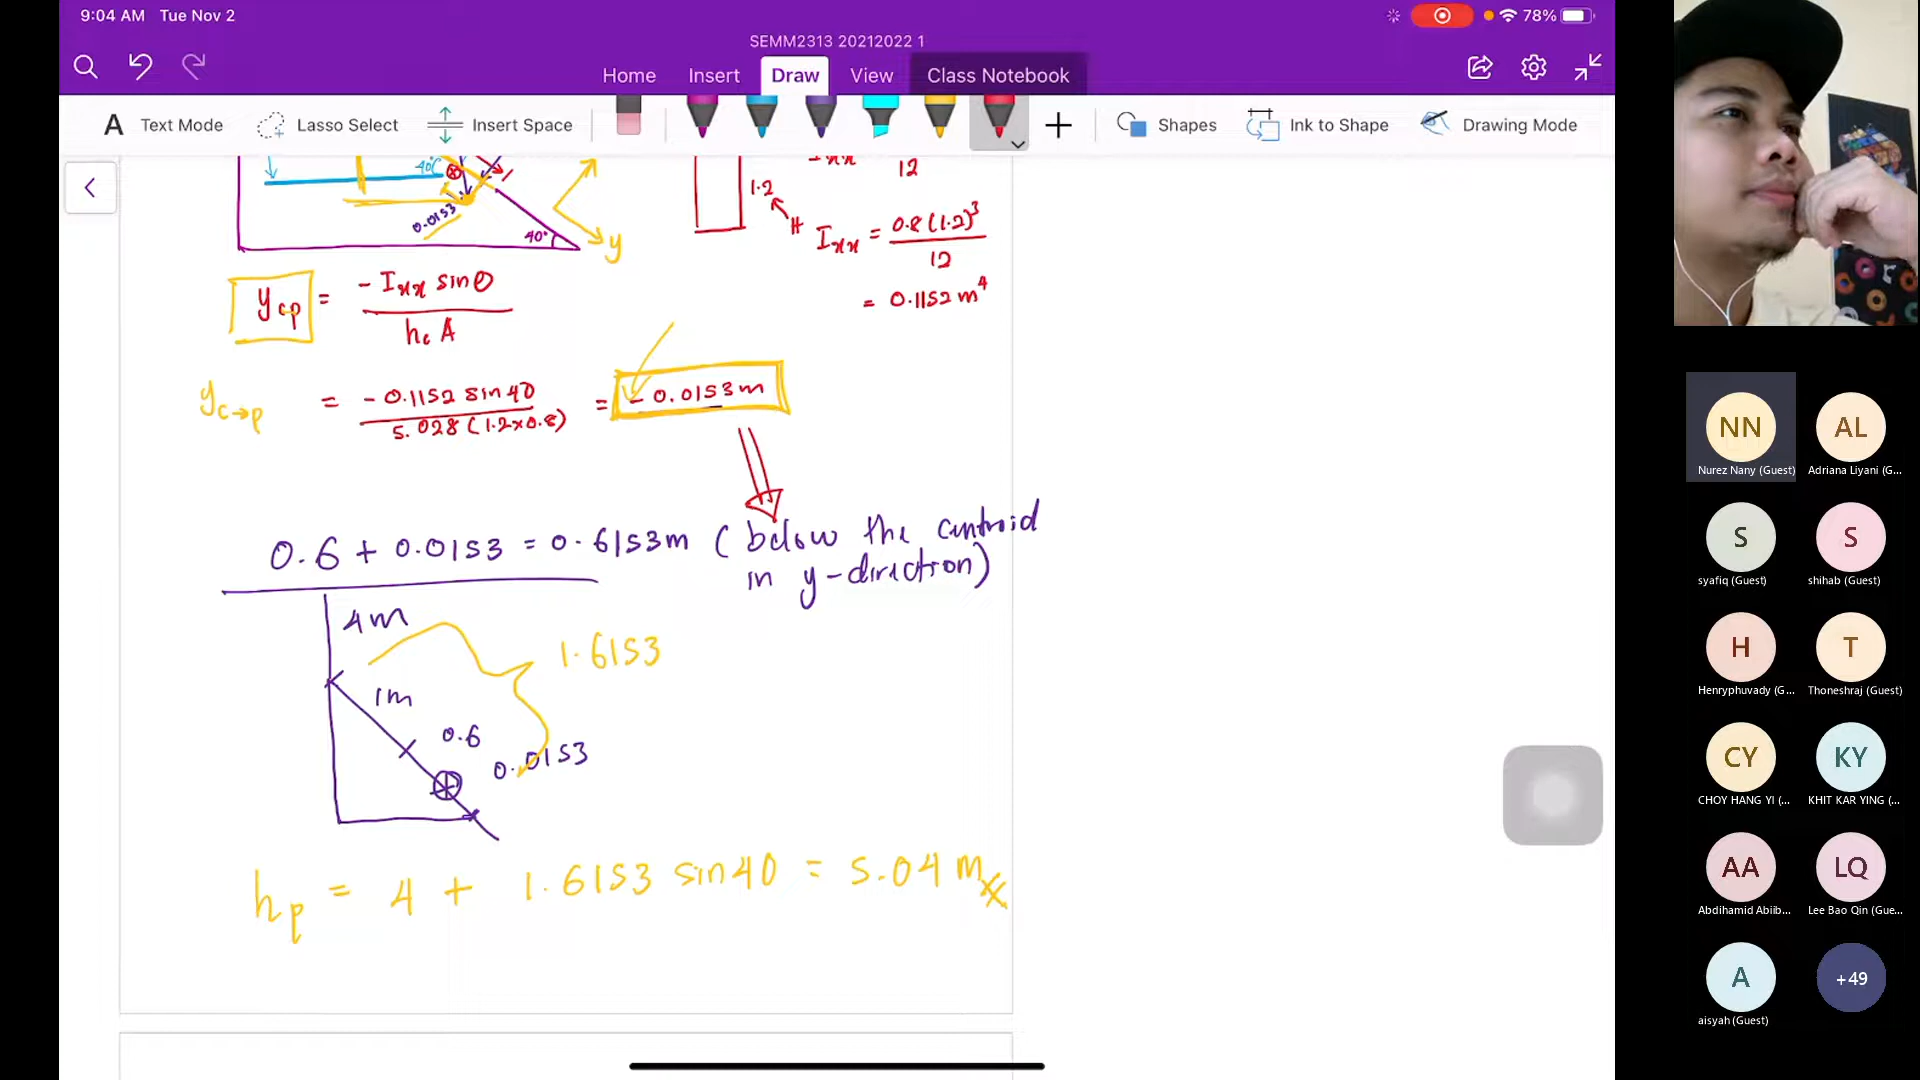 9:04 AM Tue Nov 2
78%
SEMM2313 20212022 1
Home Insert Draw View Class Notebook
A Text Mode Lasso Select Insert Space Shapes Ink to Shape Drawing Mode
40°
0.0153
40°
y
1.2
H
12
Ixx = 0.8(1.2)³
12
= 0.1152 m⁴
ycp = - Ixx sinθ
hc A
yc→p = - 0.1152 sin 40 = - 0.0153 m
5.028 (1.2x0.8)
0.6 + 0.0153 = 0.6153m ( below the centroid
in y-direction)
4m
1.6153
1m
0.6
0.0153
hp = 4 + 1.6153 sin 40 = 5.04 m
NN
Nurez Nany (Guest)
AL
Adriana Liyani (G...
S
syafiq (Guest)
S
shihab (Guest)
H
Henryphuvady (G...
T
Thoneshraj (Guest)
CY
CHOY HANG YI (...
KY
KHIT KAR YING (...
AA
Abdihamid Abiib...
LQ
Lee Bao Qin (Gue...
A
aisyah (Guest)
+49